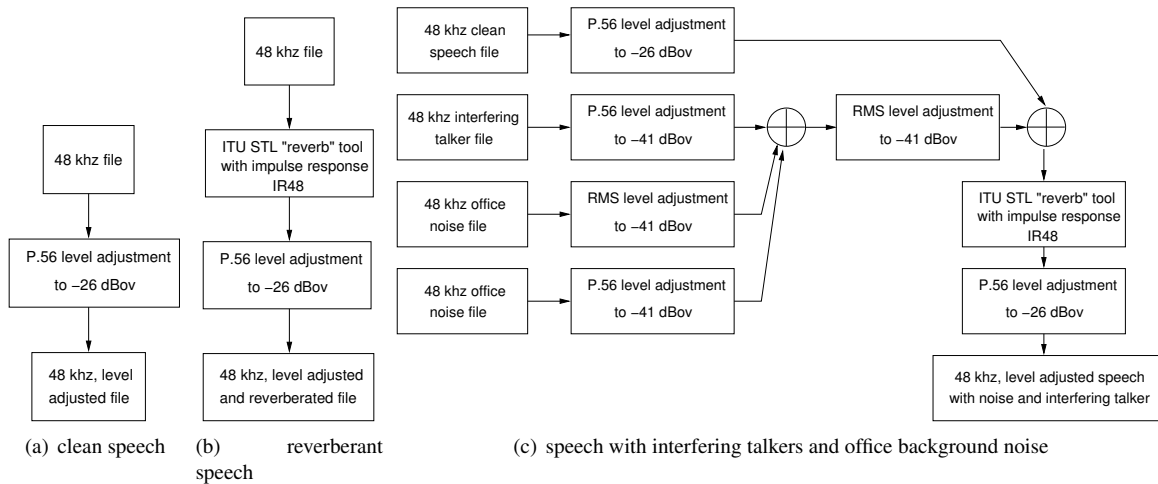 48 khz file
P.56 level adjustment
to −26 dBov
48 khz, level
adjusted file
(a) clean speech
48 khz file
ITU STL "reverb" tool
with impulse response
IR48
P.56 level adjustment
to −26 dBov
48 khz, level adjusted
and reverberated file
(b) reverberant
speech
48 khz clean
speech file
P.56 level adjustment
to −26 dBov
48 khz interfering
talker file
P.56 level adjustment
to −41 dBov
RMS level adjustment
to −41 dBov
48 khz office
noise file
RMS level adjustment
to −41 dBov
48 khz office
noise file
P.56 level adjustment
to −41 dBov
ITU STL "reverb" tool
with impulse response
IR48
P.56 level adjustment
to −26 dBov
48 khz, level adjusted speech
with noise and interfering talker
(c) speech with interfering talkers and office background noise